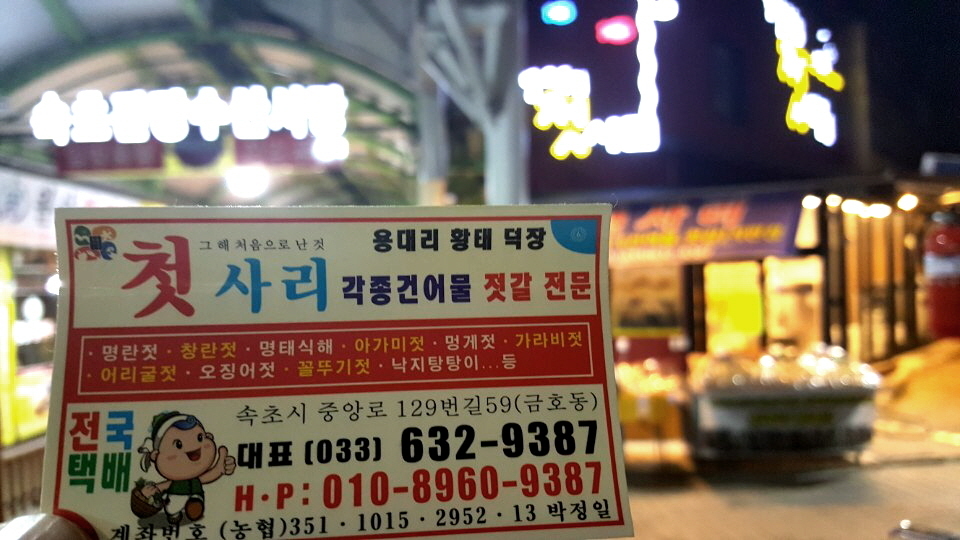 첫사리
그 해 처음으로 난 것
용대리 황태 덕장
각종건어물 젓갈 전문
· 명란젓 · 창란젓 · 명태식해 · 아가미젓 · 멍게젓 · 가라비젓
· 어리굴젓 · 오징어젓 · 꼴뚜기젓 · 낙지탕탕이...등
전국
택배
속초시 중앙로 129번길59(금호동)
대표 (033) 632-9387
H·P: 010-8960-9387
계좌번호 (농협)351 · 1015 · 2952 · 13 박정일